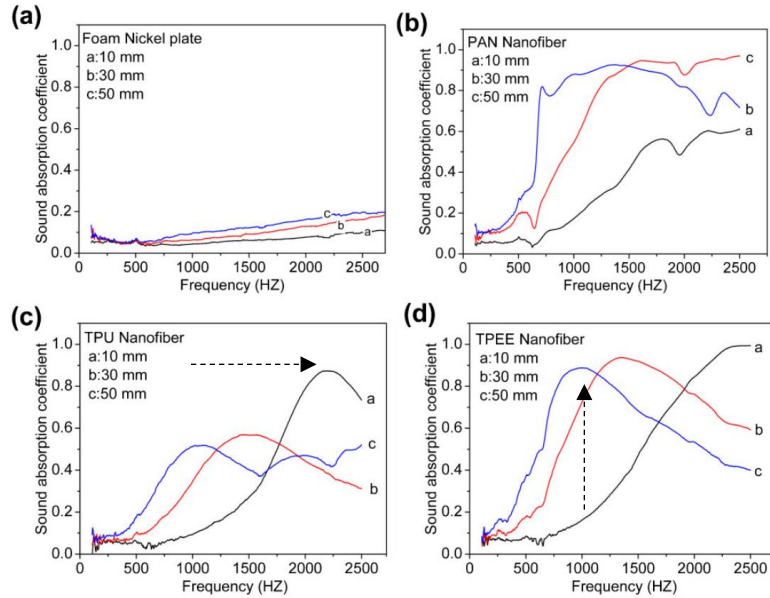 (a)
Foam Nickel plate
a:10 mm
b:30 mm
c:50 mm
Sound absorption coefficient
1.0
0.8
0.6
0.4
0.2
0.0
c
b
a
0 500 1000 1500 2000 2500
Frequency (HZ)
(b)
PAN Nanofiber
a:10 mm
b:30 mm
c:50 mm
Sound absorption coefficient
1.0
0.8
0.6
0.4
0.2
0.0
c
b
a
0 500 1000 1500 2000 2500
Frequency (HZ)
(c)
TPU Nanofiber
a:10 mm
b:30 mm
c:50 mm
Sound absorption coefficient
1.0
0.8
0.6
0.4
0.2
0.0
a
c
b
0 500 1000 1500 2000 2500
Frequency (HZ)
(d)
TPEE Nanofiber
a:10 mm
b:30 mm
c:50 mm
Sound absorption coefficient
1.0
0.8
0.6
0.4
0.2
0.0
a
b
c
0 500 1000 1500 2000 2500
Frequency (HZ)